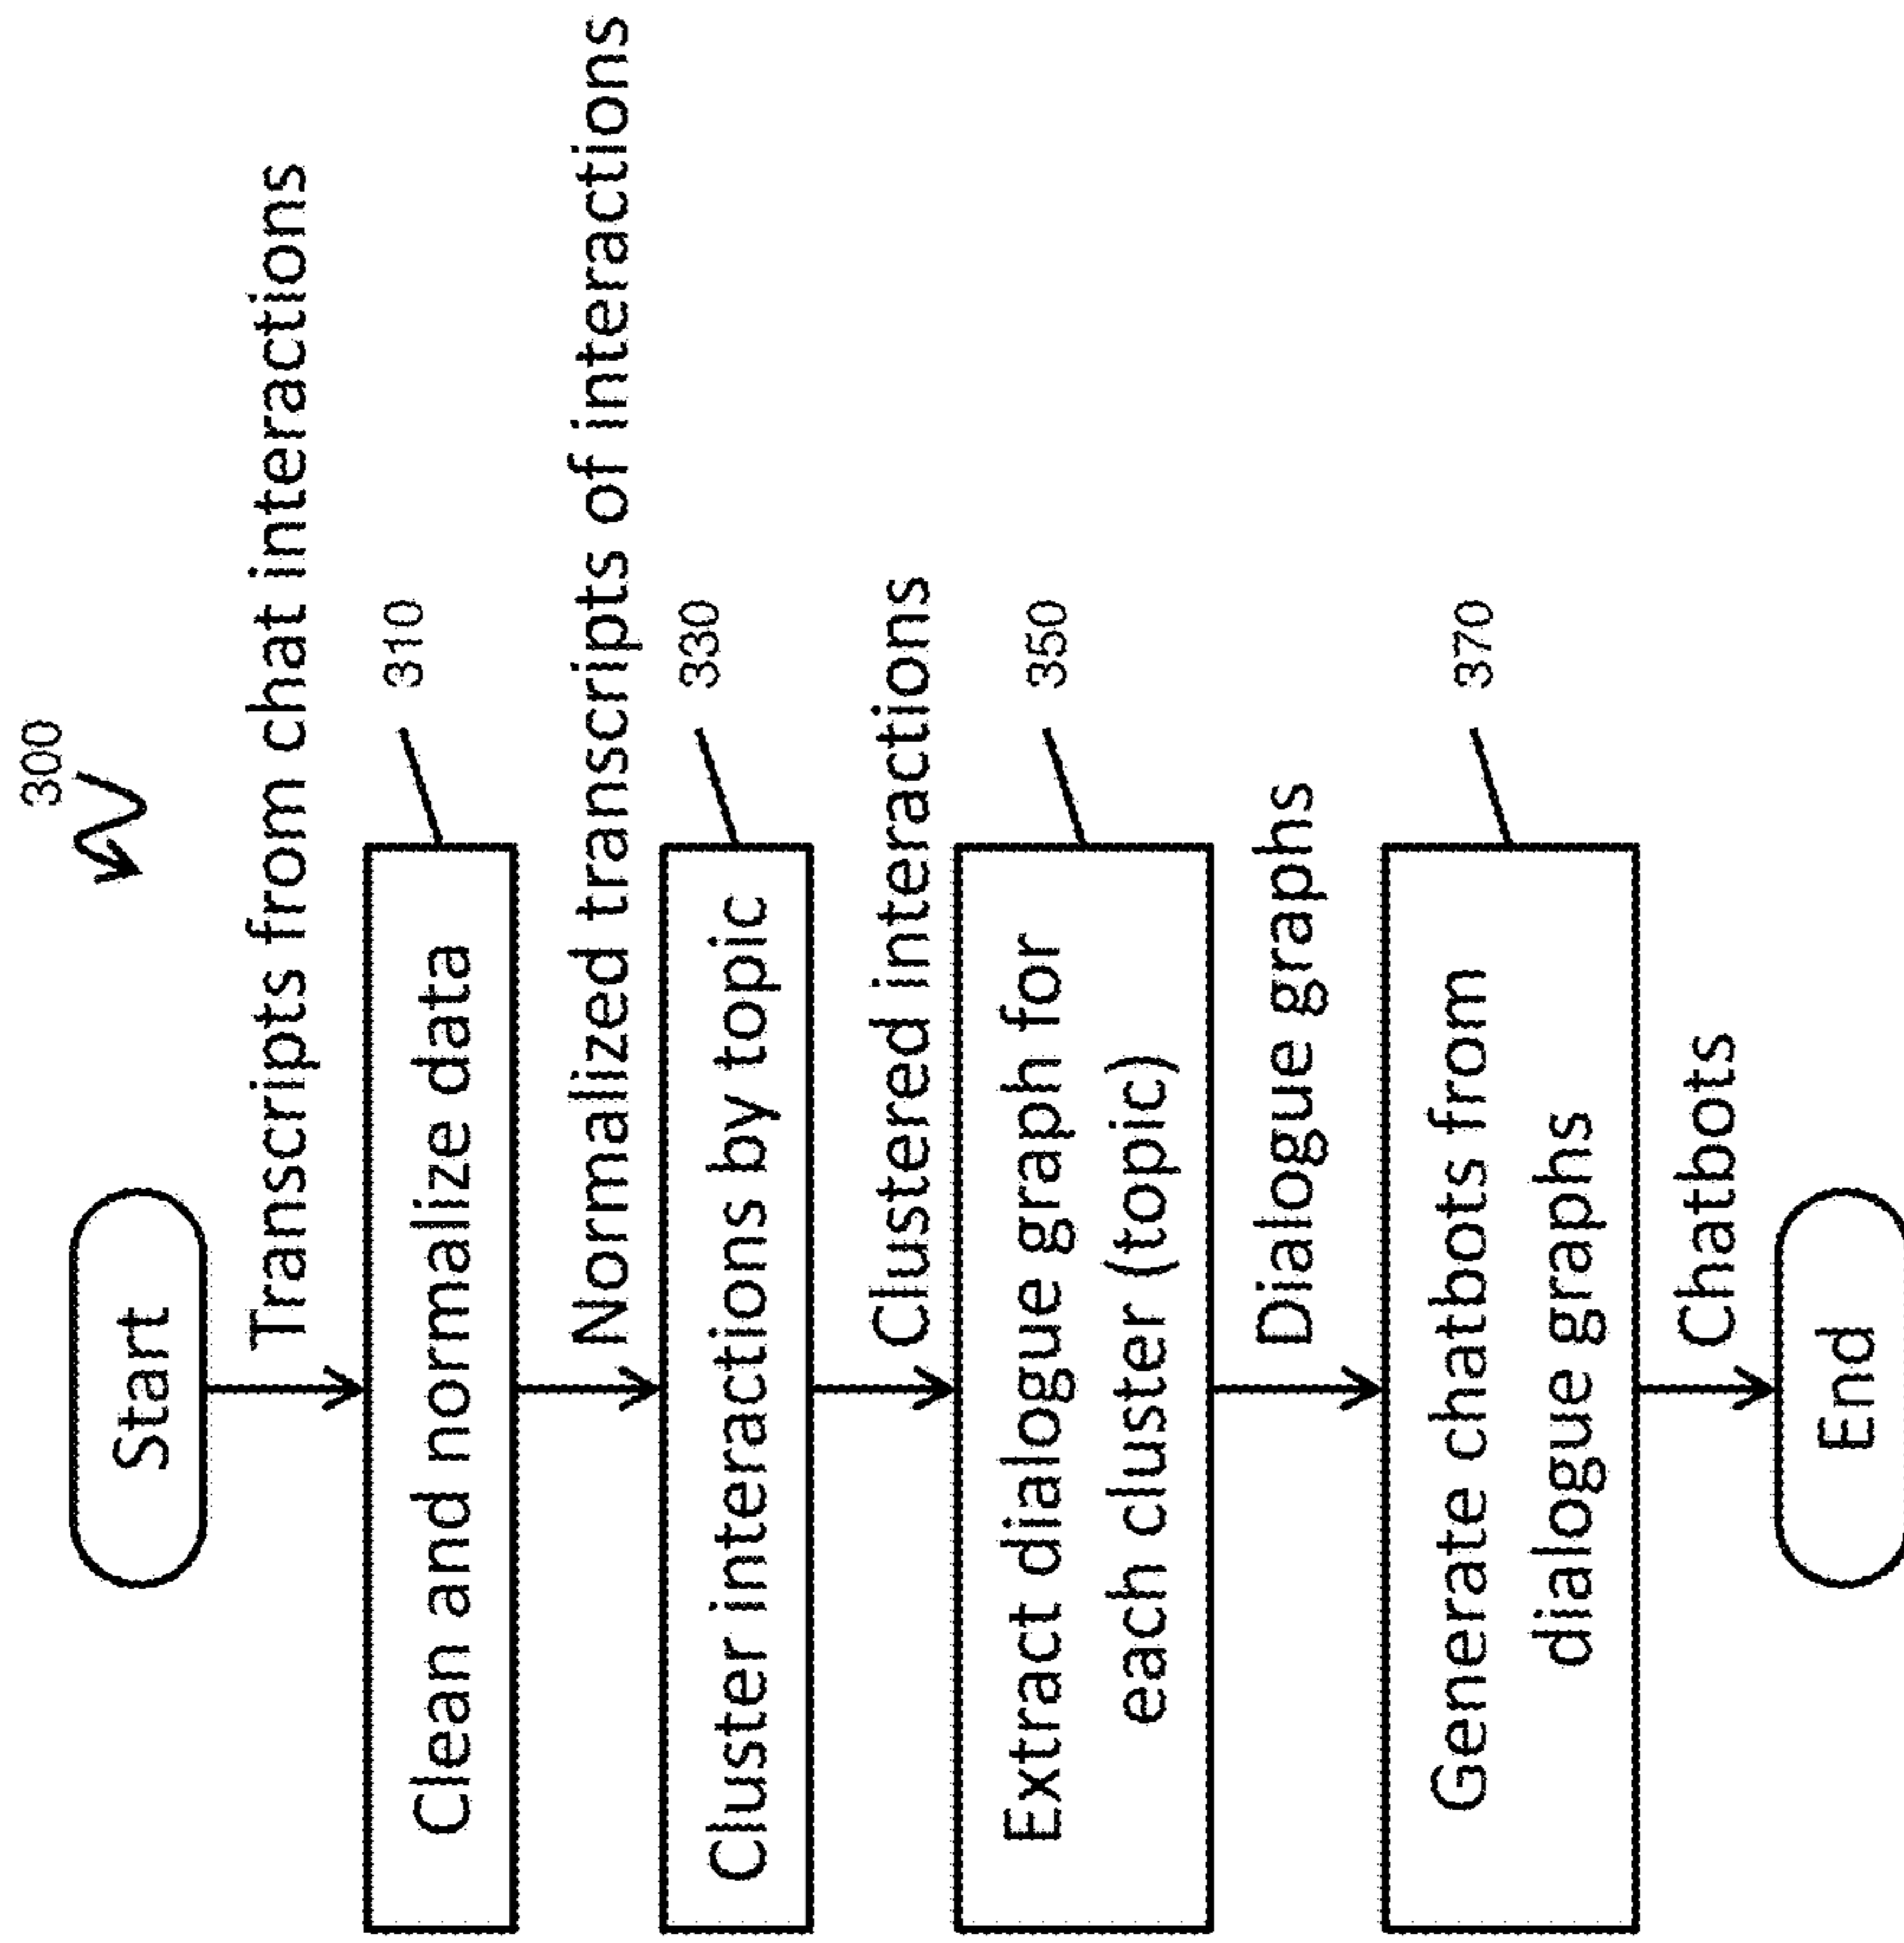 300
Start
Transcripts from chat interactions
310
Clean and normalize data
Normalized transcripts of interactions
330
Cluster interactions by topic
Clustered interactions
350
Extract dialogue graph for
each cluster (topic)
Dialogue graphs
370
Generate chatbots from
dialogue graphs
Chatbots
End